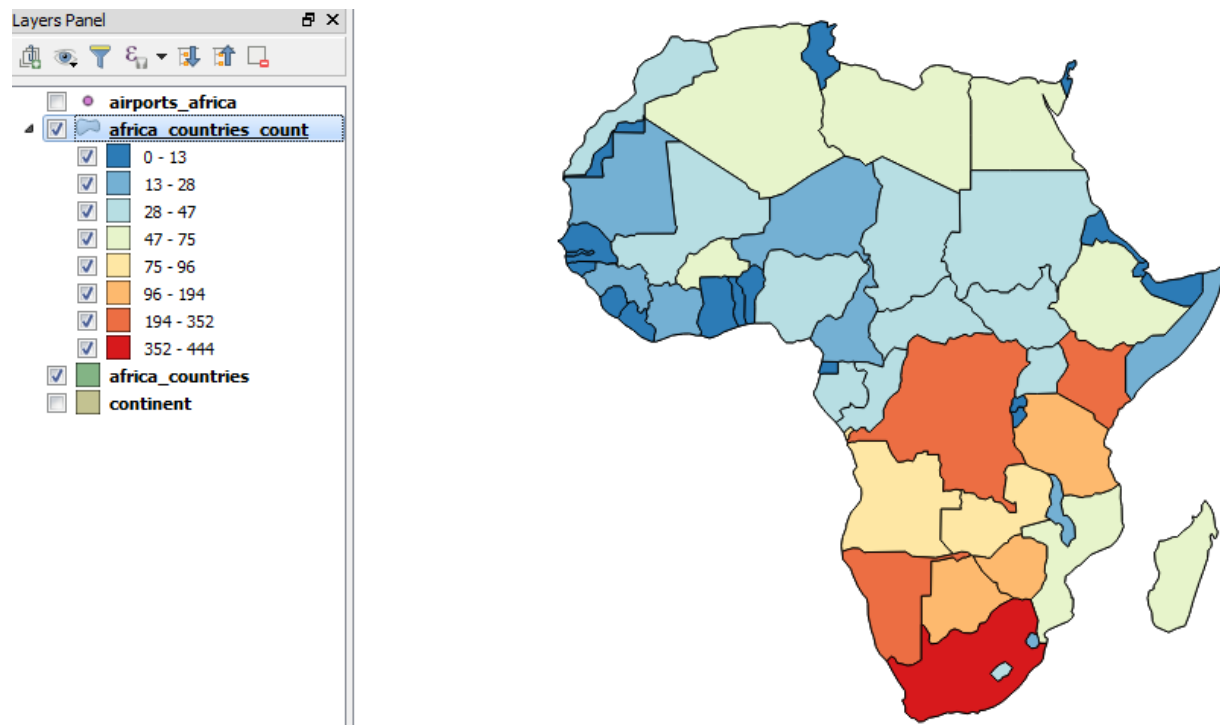 Layers Panel
airports_africa
africa_countries_count
0 - 13
13 - 28
28 - 47
47 - 75
75 - 96
96 - 194
194 - 352
352 - 444
africa_countries
continent